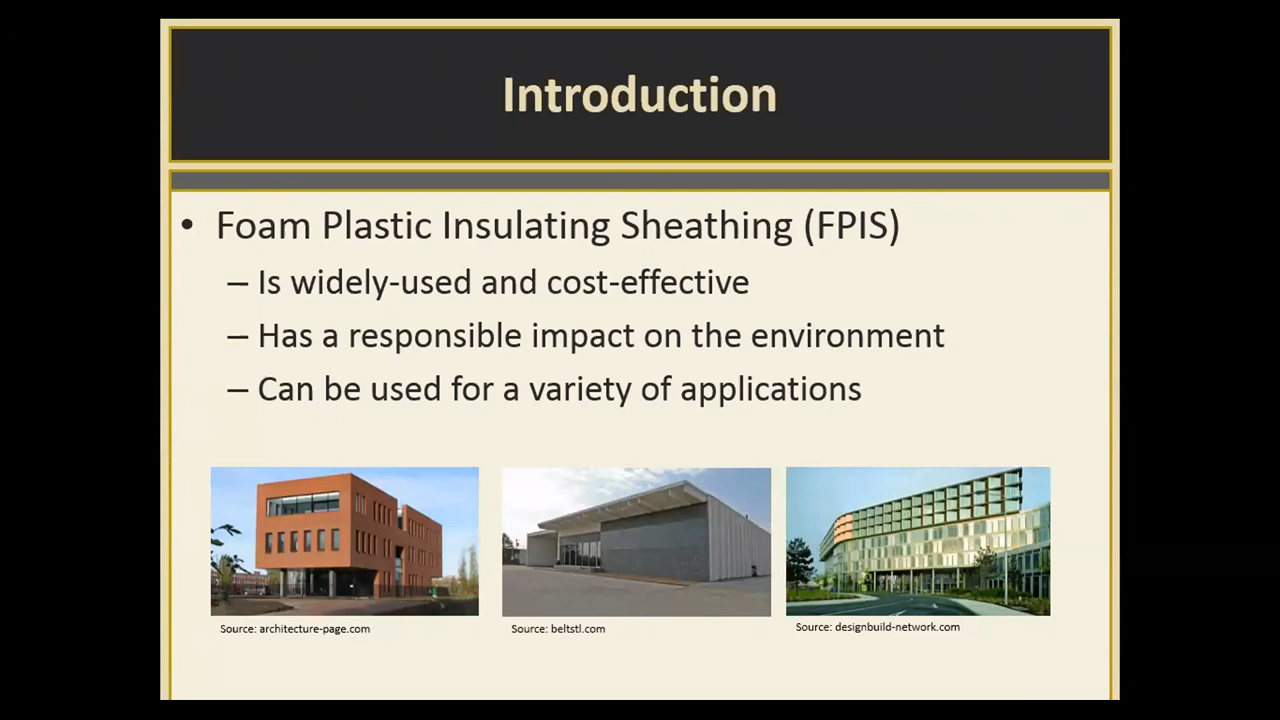 Introduction
• Foam Plastic Insulating Sheathing (FPIS)
– Is widely-used and cost-effective
– Has a responsible impact on the environment
– Can be used for a variety of applications
Source: architecture-page.com
Source: beltstl.com
Source: designbuild-network.com